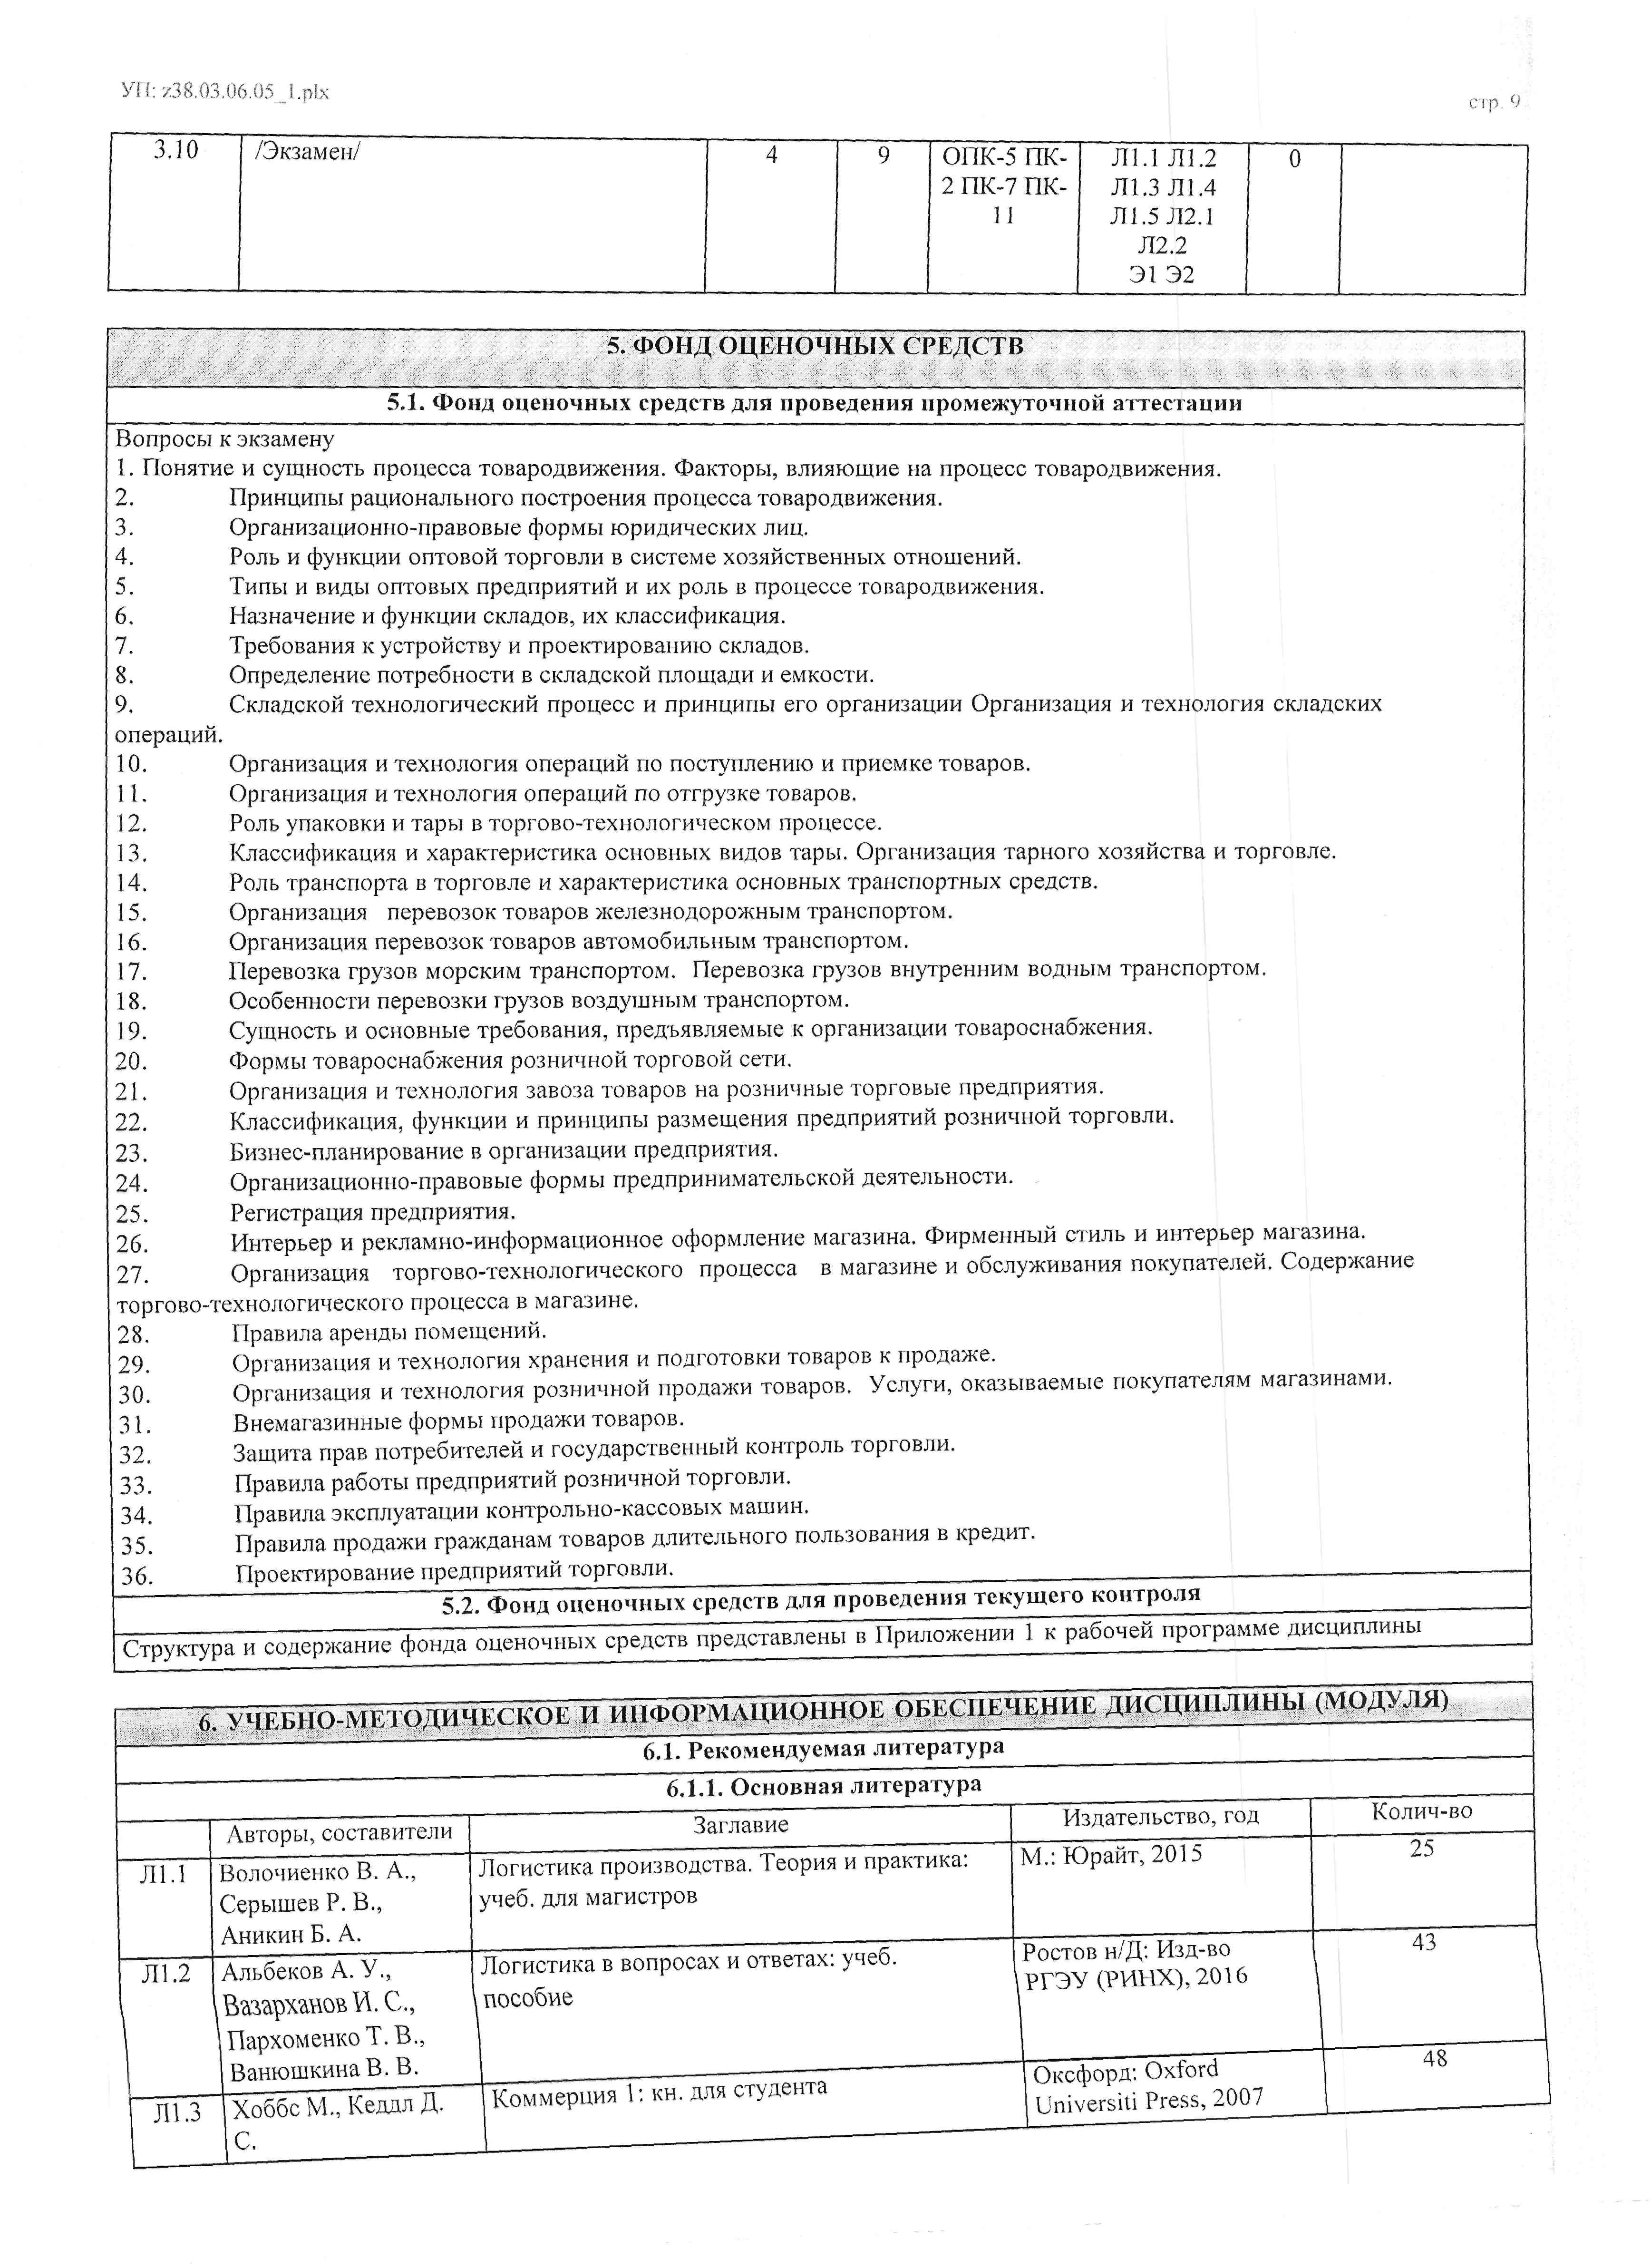 УП: z38.03.06.05_1.plx
стр. 9
3.10 /Экзамен/ 4 9 ОПК-5 ПК- Л1.1 Л1.2 0
2 ПК-7 ПК- Л1.3 Л1.4
11 Л1.5 Л2.1
Л2.2
Э1 Э2
5. ФОНД ОЦЕНОЧНЫХ СРЕДСТВ
5.1. Фонд оценочных средств для проведения промежуточной аттестации
Вопросы к экзамену
1. Понятие и сущность процесса товародвижения. Факторы, влияющие на процесс товародвижения.
2. Принципы рационального построения процесса товародвижения.
3. Организационно-правовые формы юридических лиц.
4. Роль и функции оптовой торговли в системе хозяйственных отношений.
5. Типы и виды оптовых предприятий и их роль в процессе товародвижения.
6. Назначение и функции складов, их классификация.
7. Требования к устройству и проектированию складов.
8. Определение потребности в складской площади и емкости.
9. Складской технологический процесс и принципы его организации Организация и технология складских
операций.
10. Организация и технология операций по поступлению и приемке товаров.
11. Организация и технология операций по отгрузке товаров.
12. Роль упаковки и тары в торгово-технологическом процессе.
13. Классификация и характеристика основных видов тары. Организация тарного хозяйства и торговле.
14. Роль транспорта в торговле и характеристика основных транспортных средств.
15. Организация перевозок товаров железнодорожным транспортом.
16. Организация перевозок товаров автомобильным транспортом.
17. Перевозка грузов морским транспортом. Перевозка грузов внутренним водным транспортом.
18. Особенности перевозки грузов воздушным транспортом.
19. Сущность и основные требования, предъявляемые к организации товароснабжения.
20. Формы товароснабжения розничной торговой сети.
21. Организация и технология завоза товаров на розничные торговые предприятия.
22. Классификация, функции и принципы размещения предприятий розничной торговли.
23. Бизнес-планирование в организации предприятия.
24. Организационно-правовые формы предпринимательской деятельности.
25. Регистрация предприятия.
26. Интерьер и рекламно-информационное оформление магазина. Фирменный стиль и интерьер магазина.
27. Организация торгово-технологического процесса в магазине и обслуживания покупателей. Содержание
торгово-технологического процесса в магазине.
28. Правила аренды помещений.
29. Организация и технология хранения и подготовки товаров к продаже.
30. Организация и технология розничной продажи товаров. Услуги, оказываемые покупателям магазинами.
31. Внемагазинные формы продажи товаров.
32. Защита прав потребителей и государственный контроль торговли.
33. Правила работы предприятий розничной торговли.
34. Правила эксплуатации контрольно-кассовых машин.
35. Правила продажи гражданам товаров длительного пользования в кредит.
36. Проектирование предприятий торговли.
5.2. Фонд оценочных средств для проведения текущего контроля
Структура и содержание фонда оценочных средств представлены в Приложении 1 к рабочей программе дисциплины
6. УЧЕБНО-МЕТОДИЧЕСКОЕ И ИНФОРМАЦИОННОЕ ОБЕСПЕЧЕНИЕ ДИСЦИПЛИНЫ (МОДУЛЯ)
6.1. Рекомендуемая литература
6.1.1. Основная литература
Авторы, составители Заглавие Издательство, год Колич-во
Л1.1 Волочиенко В. А., Логистика производства. Теория и практика: М.: Юрайт, 2015 25
Серышев Р. В., учеб. для магистров
Аникин Б. А.
Л1.2 Альбеков А. У., Логистика в вопросах и ответах: учеб. Ростов н/Д: Изд-во 43
Вазарханов И. С., пособие РГЭУ (РИНХ), 2016
Пархоменко Т. В.,
Ванюшкина В. В.
Л1.3 Хоббс М., Кеддл Д. Коммерция 1: кн. для студента Оксфорд: Oxford 48
С. Universiti Press, 2007